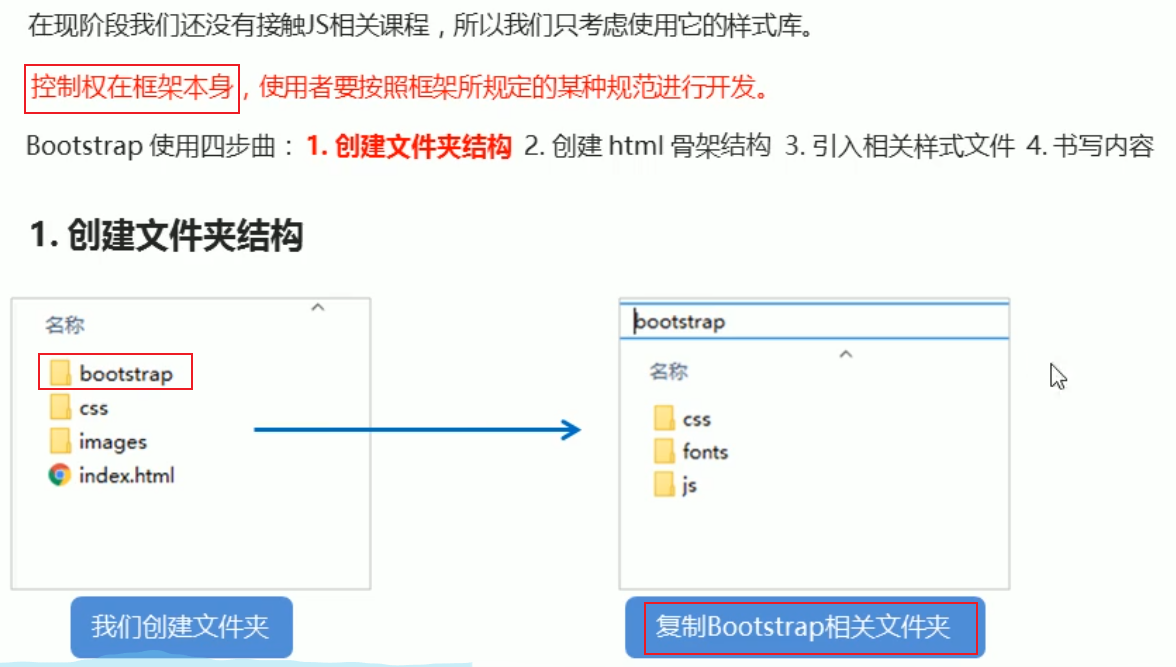 在现阶段我们还没有接触JS相关课程，所以我们只考虑使用它的样式库。
控制权在框架本身，使用者要按照框架所规定的某种规范进行开发。
Bootstrap 使用四步曲： 1. 创建文件夹结构 2. 创建 html 骨架结构 3. 引入相关样式文件 4. 书写内容
1. 创建文件夹结构
名称
bootstrap
css
images
index.html
我们创建文件夹
bootstrap
名称
css
fonts
js
复制Bootstrap相关文件夹